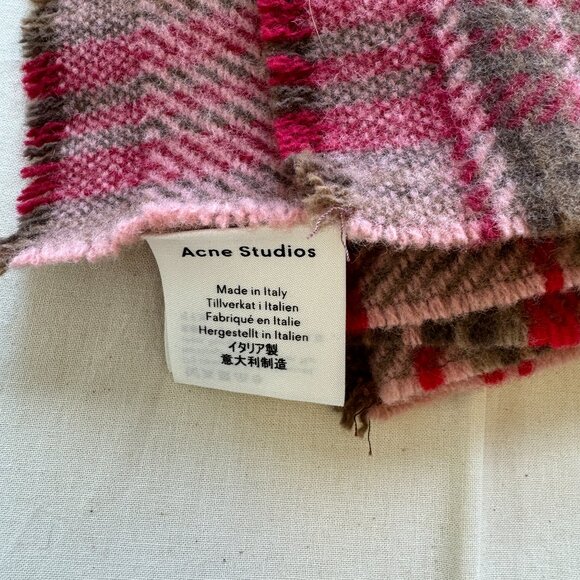 Acne Studios
Made in Italy
Tillverkat i Italien
Fabriqué en Italie
Hergestellt in Italien
イタリア製
意大利制造